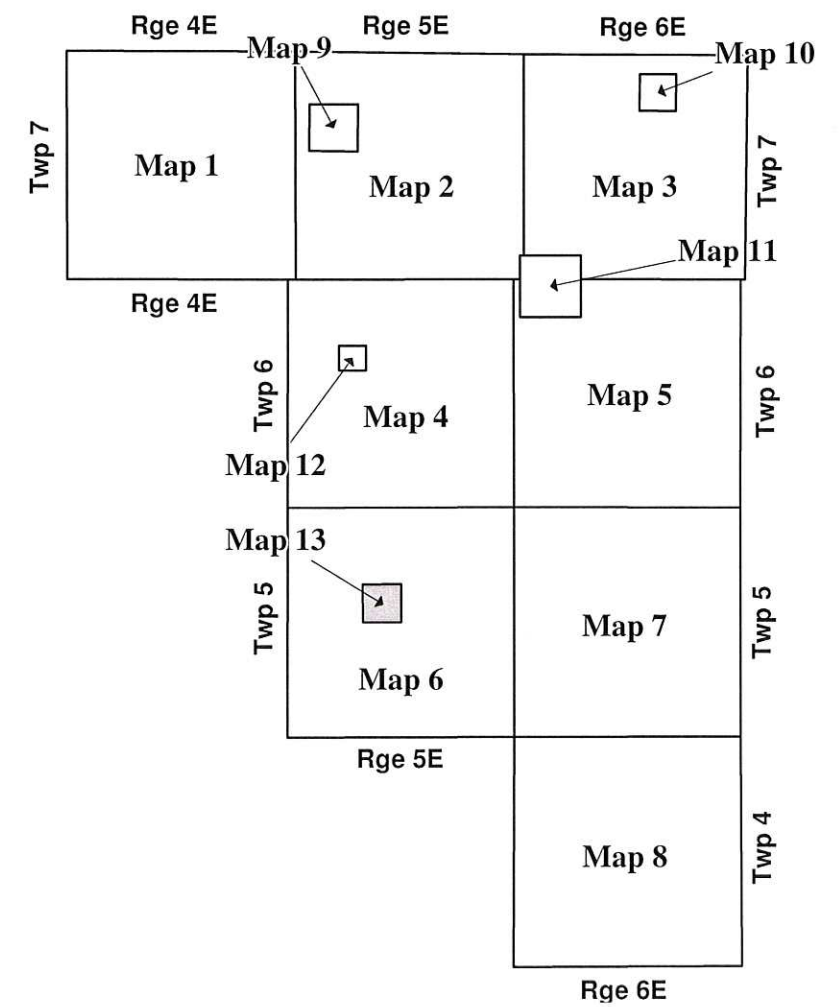 Rge 4E
Rge 5E
Rge 6E
Map 9
Map 10
Twp 7
Map 1
Map 2
Map 3
Twp 7
Map 11
Rge 4E
Twp 6
Map 4
Map 5
Twp 6
Map 12
Map 13
Twp 5
Map 6
Map 7
Twp 5
Rge 5E
Map 8
Twp 4
Rge 6E